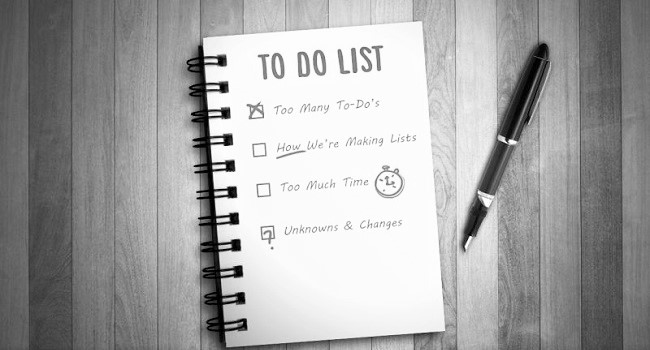 TO DO LIST
Too Many To-Do's
How We're Making Lists
Too Much Time
? Unknowns & Changes